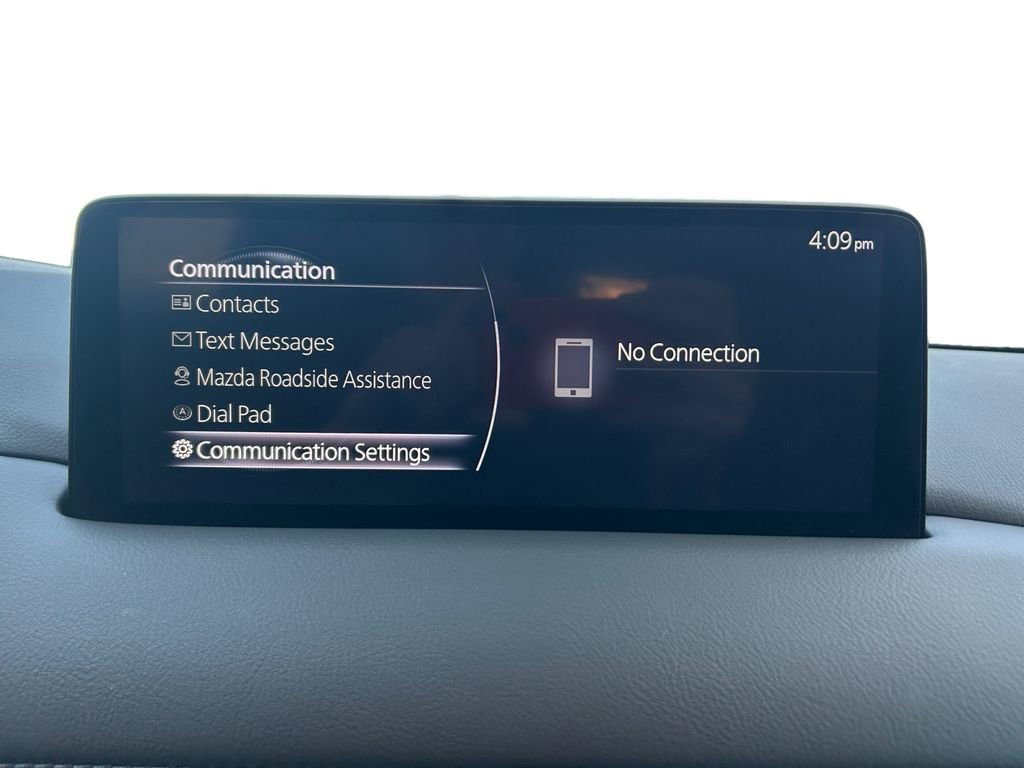 4:09 pm
Communication
Contacts
Text Messages
Mazda Roadside Assistance
Dial Pad
Communication Settings
No Connection